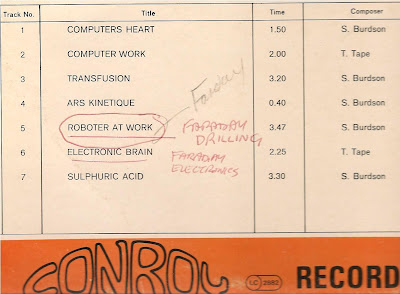 Track No. Title Time Composer
1 COMPUTERS HEART 1.50 S. Burdson
2 COMPUTER WORK 2.00 T. Tape
3 TRANSFUSION 3.20 S. Burdson
Faraday
4 ARS KINETIQUE 0.40 S. Burdson
5 ROBOTER AT WORK FARADAY DRILLING 3.47 S. Burdson
6 ELECTRONIC BRAIN FARADAY ELECTRONICS 2.25 T. Tape
7 SULPHURIC ACID 3.30 S. Burdson
CONROY LC 2682 RECORD